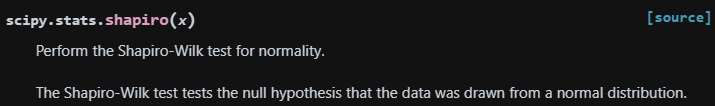 scipy.stats.shapiro(x) [source]
Perform the Shapiro-Wilk test for normality.
The Shapiro-Wilk test tests the null hypothesis that the data was drawn from a normal distribution.